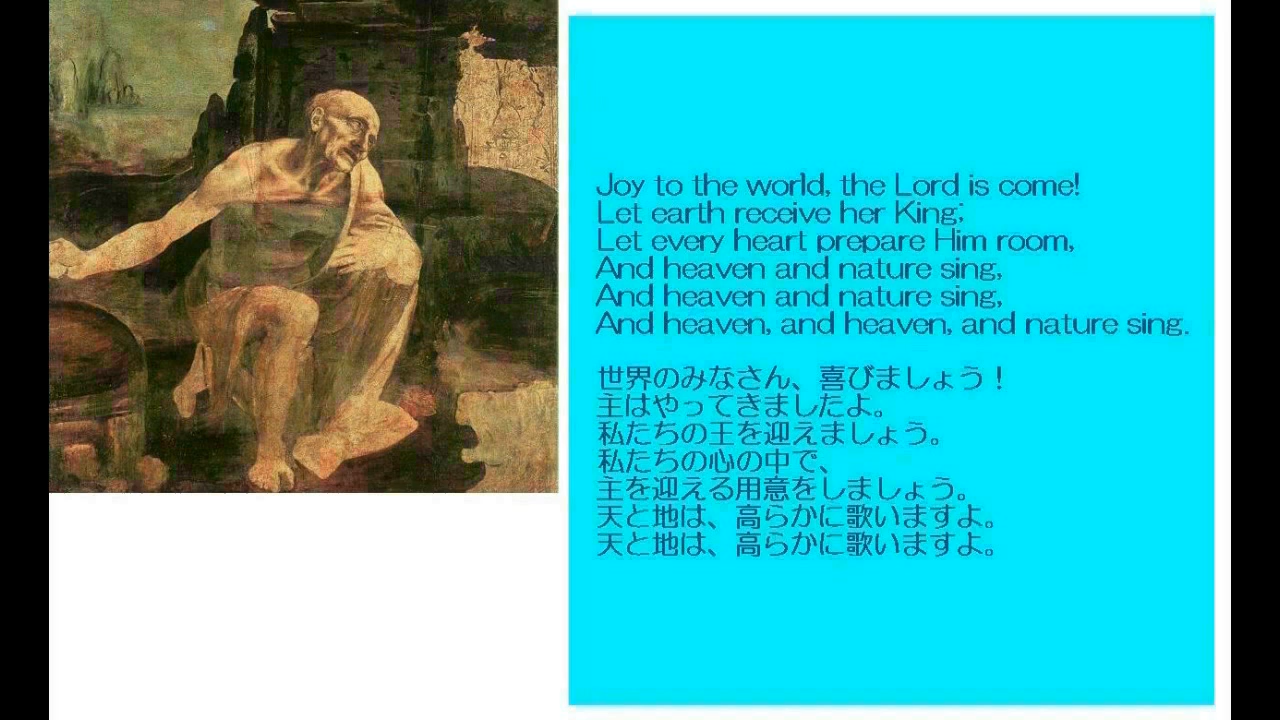 Joy to the world, the Lord is come!
Let earth receive her King;
Let every heart prepare Him room,
And heaven and nature sing,
And heaven and nature sing,
And heaven, and heaven, and nature sing.
世界のみなさん、喜びましょう！
主はやってきましたよ。
私たちの王を迎えましょう。
私たちの心の中で、
主を迎える用意をしましょう。
天と地は、高らかに歌いますよ。
天と地は、高らかに歌いますよ。